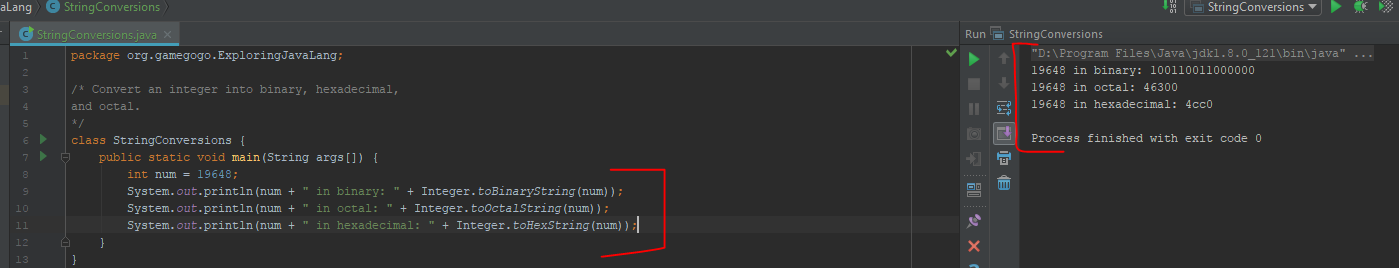 aLang
StringConversions
StringConversions
StringConversions.java
Run
StringConversions
1 package org.gamegogo.ExploringJavaLang;
2
3 /* Convert an integer into binary, hexadecimal,
4 and octal.
5 */
6 class StringConversions {
7 public static void main(String args[]) {
8 int num = 19648;
9 System.out.println(num + " in binary: " + Integer.toBinaryString(num));
10 System.out.println(num + " in octal: " + Integer.toOctalString(num));
11 System.out.println(num + " in hexadecimal: " + Integer.toHexString(num));
12 }
13 }
"D:\Program Files\Java\jdk1.8.0_121\bin\java" ...
19648 in binary: 100110011000000
19648 in octal: 46300
19648 in hexadecimal: 4cc0
Process finished with exit code 0